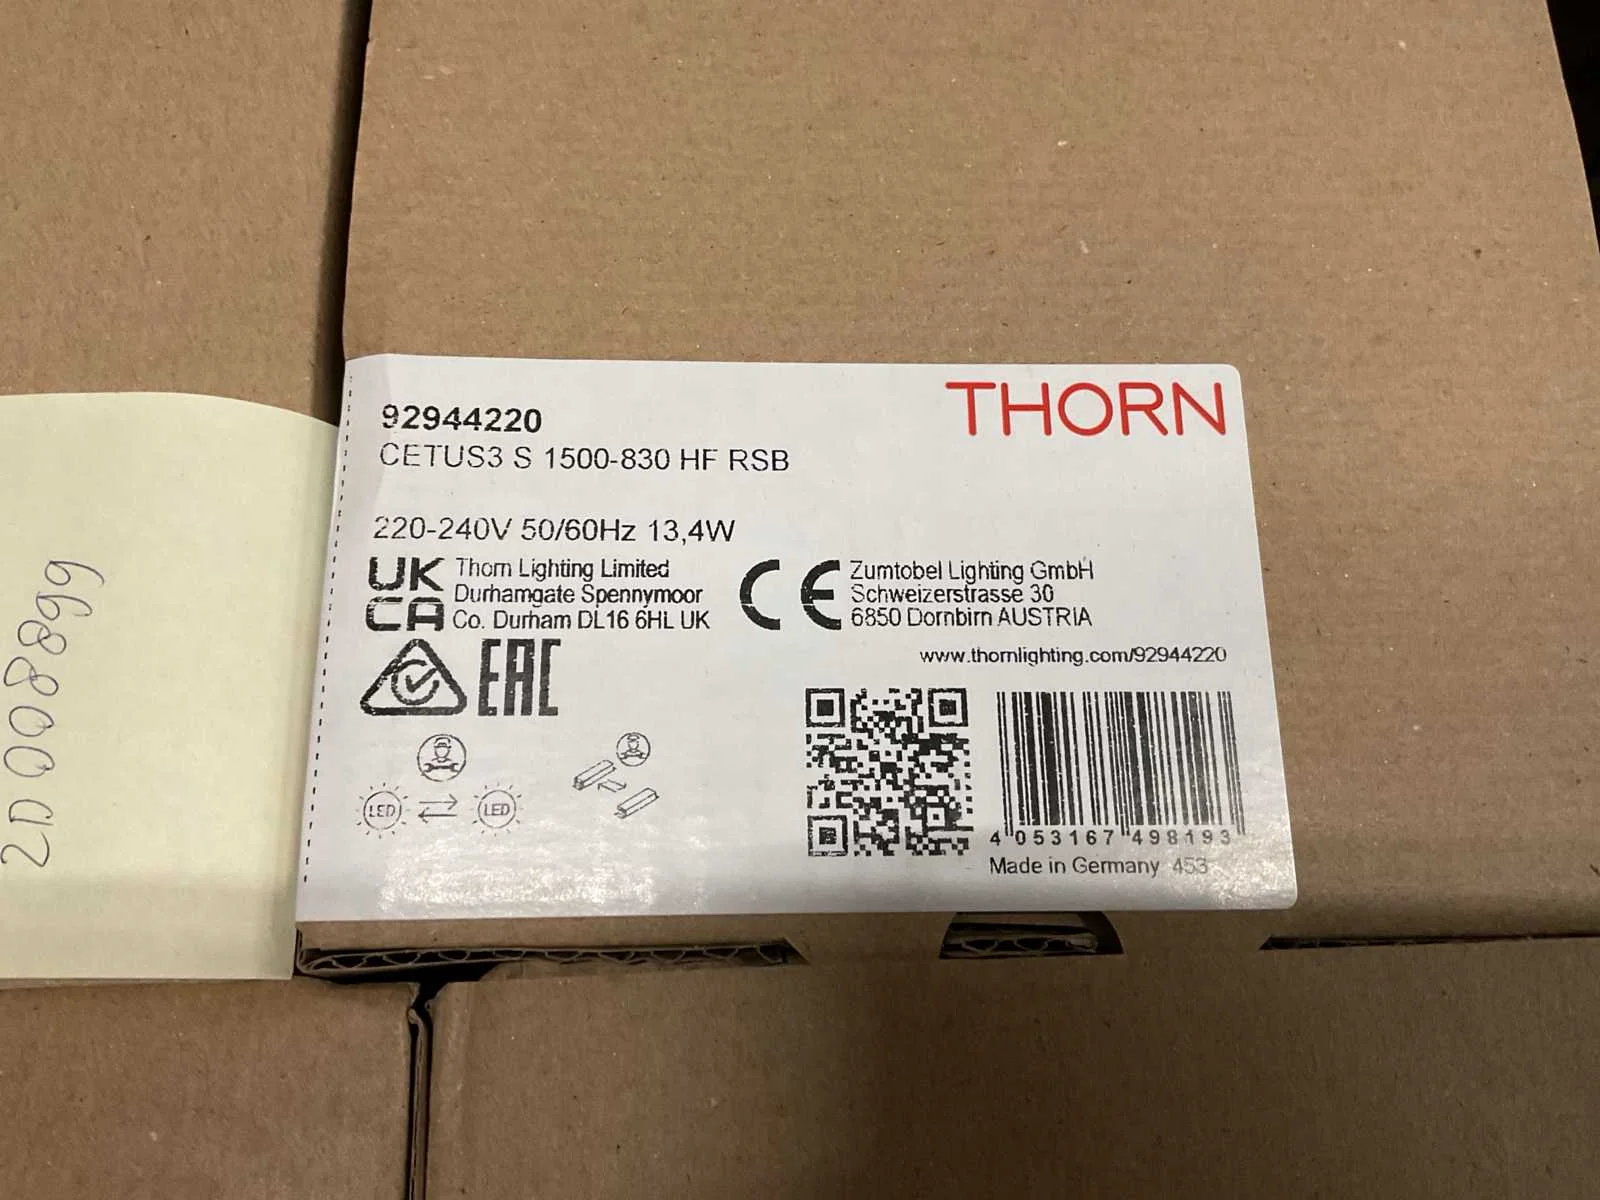 92944220
THORN
CETUS3 S 1500-830 HF RSB
220-240V 50/60Hz 13,4W
UK
CA
Thorn Lighting Limited
Durhamgate Spennymoor
Co. Durham DL16 6HL UK
CE
Zumtobel Lighting GmbH
Schweizerstrasse 30
6850 Dornbirn AUSTRIA
www.thornlighting.com/92944220
EAC
LED
LED
4 053167 498193
Made in Germany 453
2D008899